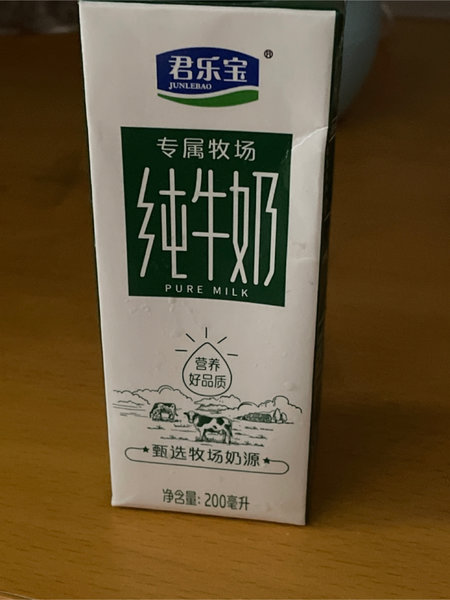 君乐宝
®
JUNLEBAO
专属牧场
纯牛奶
PURE MILK
营养
好品质
★甄选牧场奶源★
净含量:200毫升